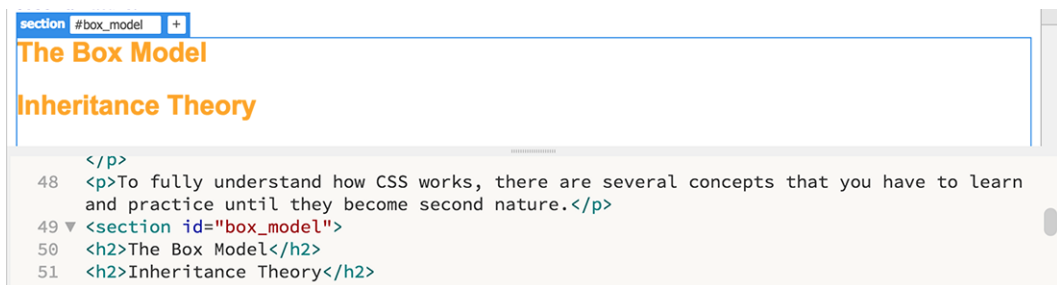 section #box_model +
The Box Model
Inheritance Theory
</p>
48 <p>To fully understand how CSS works, there are several concepts that you have to learn
and practice until they become second nature.</p>
49 ▼ <section id="box_model">
50 <h2>The Box Model</h2>
51 <h2>Inheritance Theory</h2>